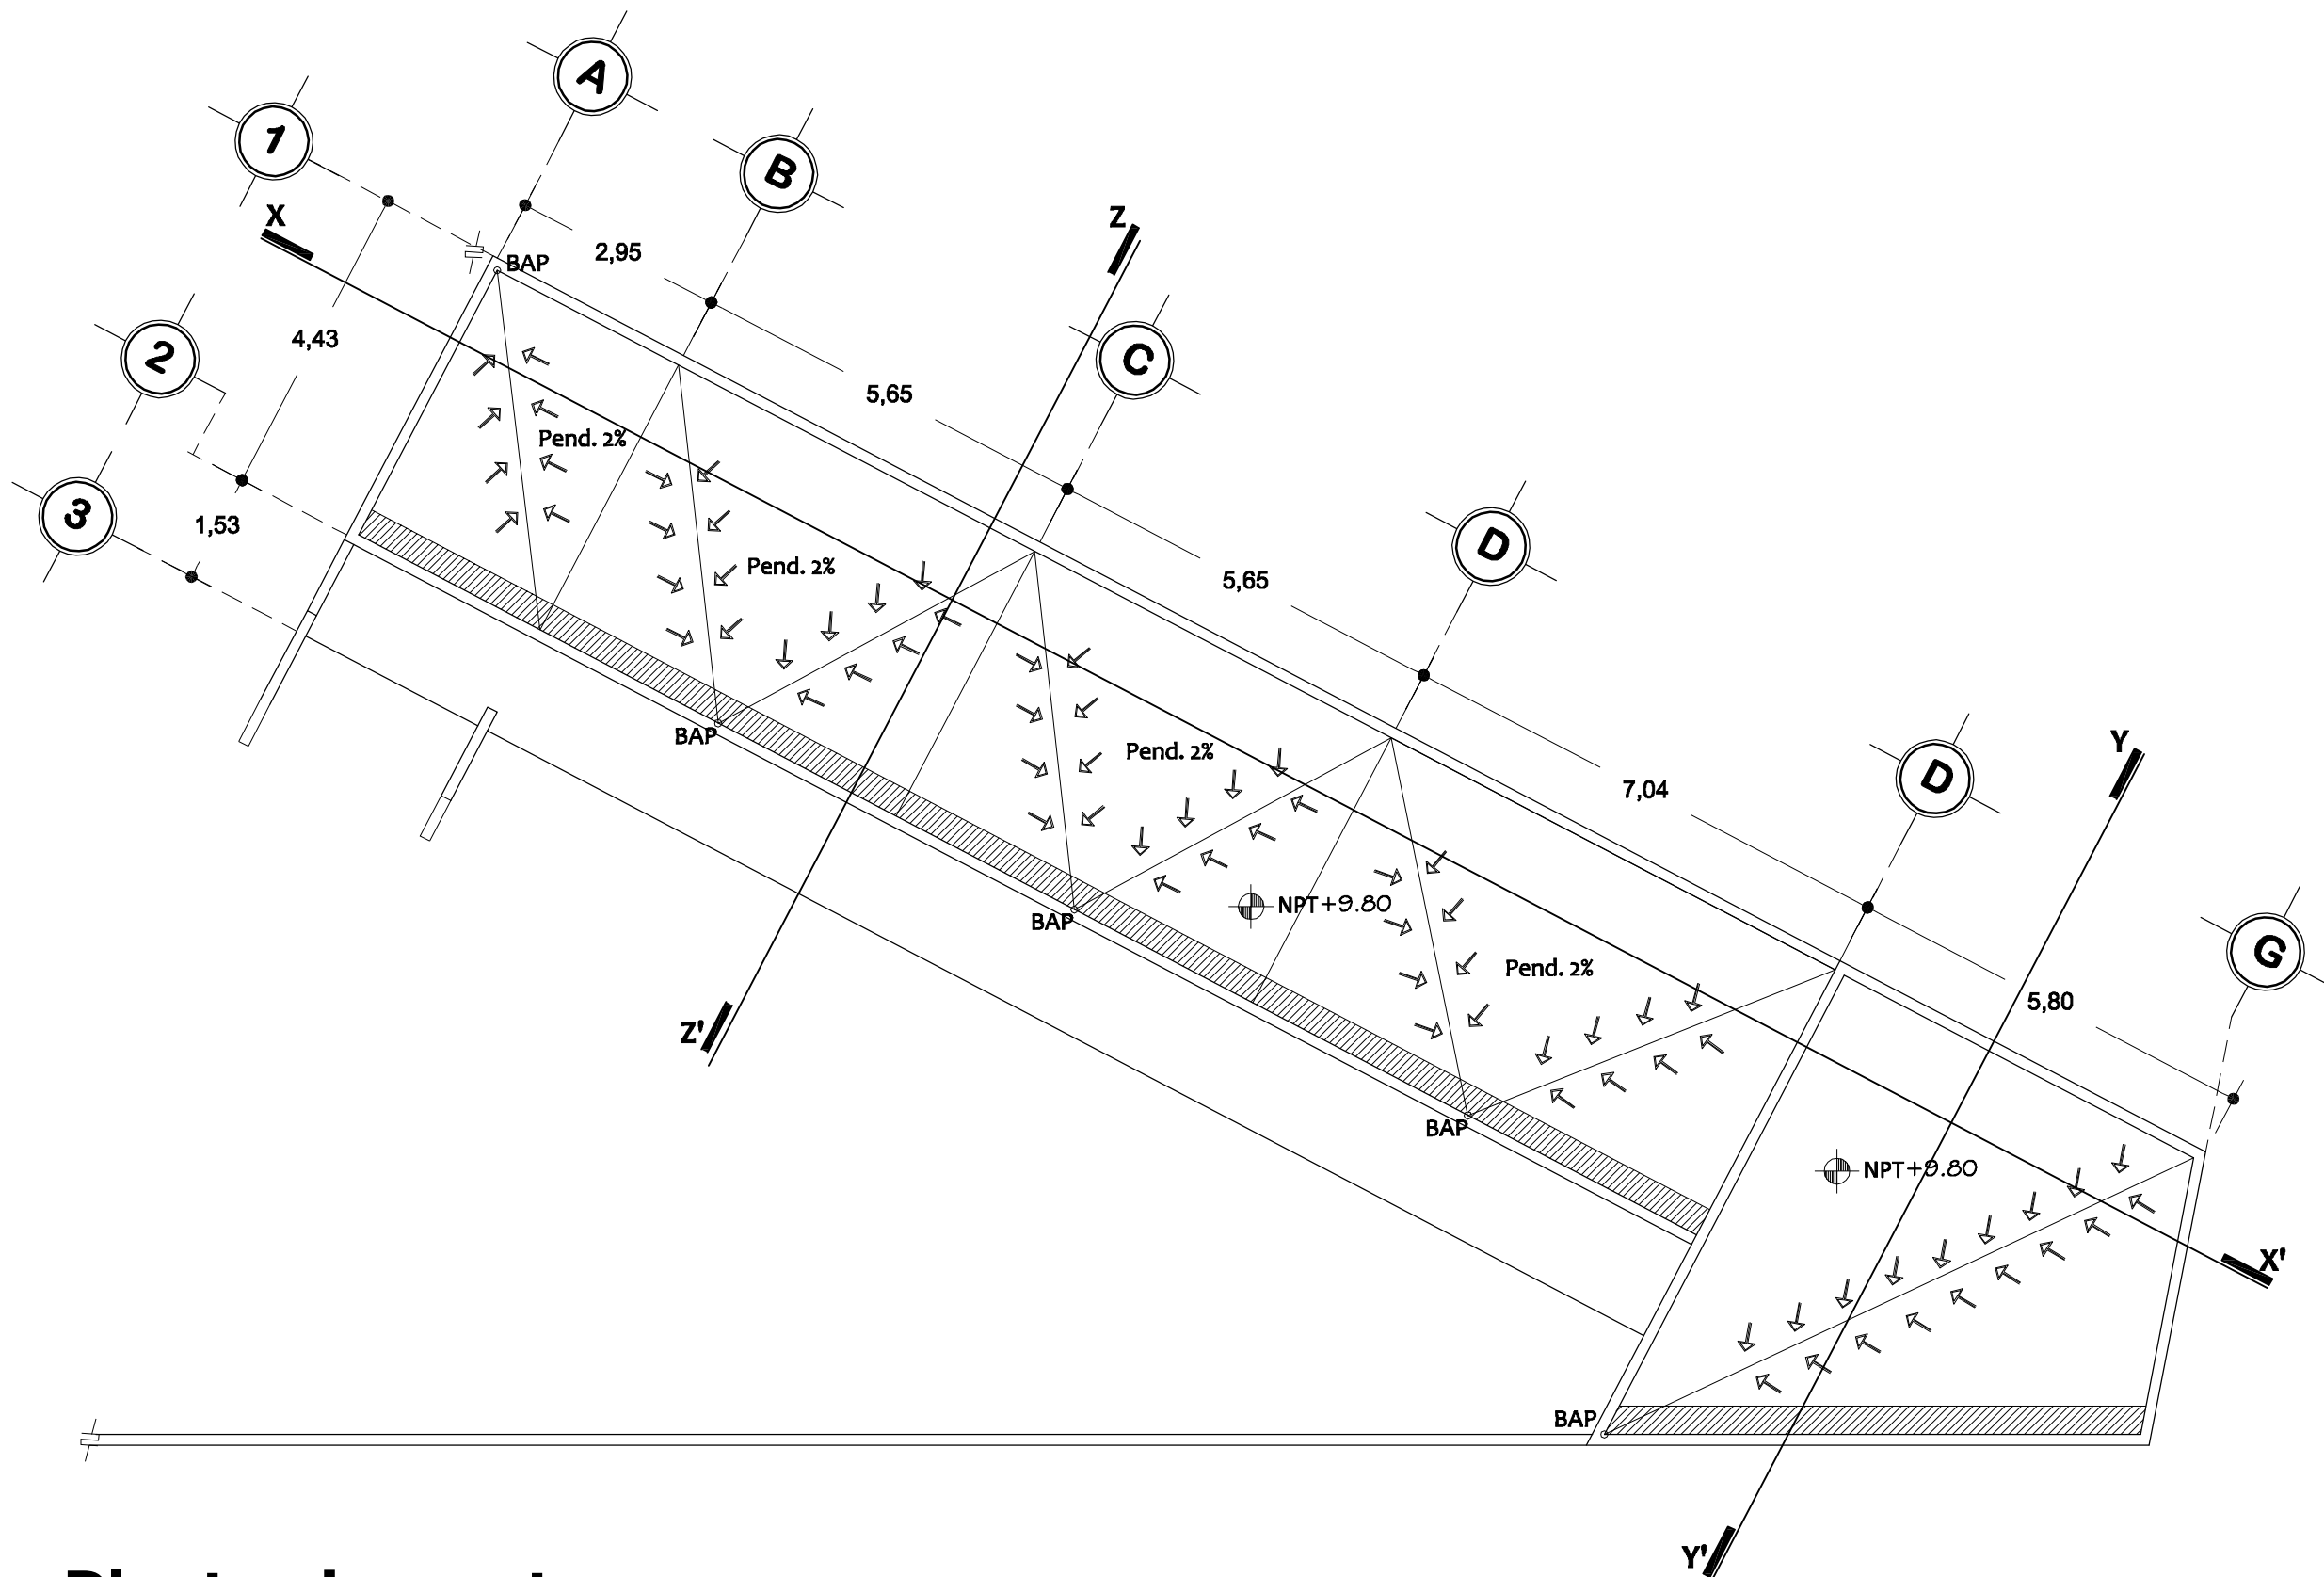 A
1
B
X
Z
BAP
2,95
4,43
2
C
5,65
Pend. 2%
3
1,53
Pend. 2%
D
5,65
BAP
Pend. 2%
Y
D
7,04
BAP
NPT+9.80
G
Pend. 2%
5,80
Z'
BAP
NPT+9.80
X'
BAP
Y'